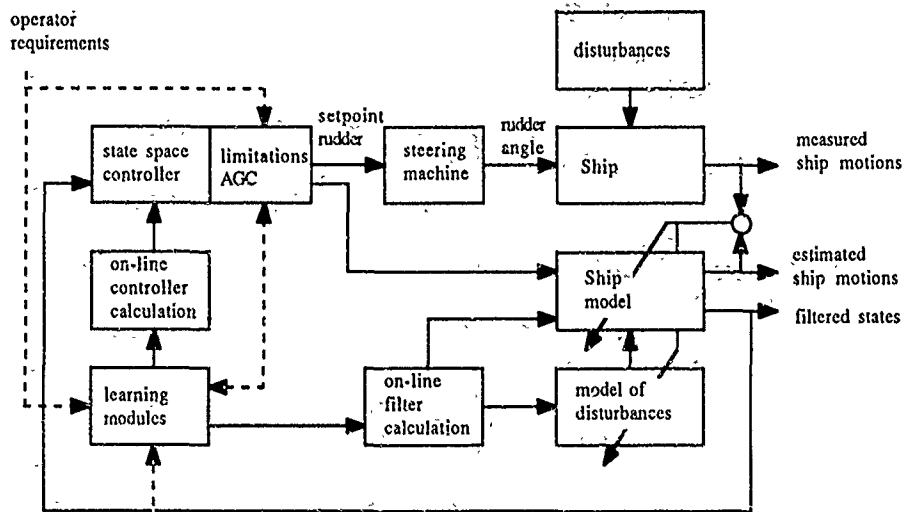 operator
requirements
disturbances
setpoint
rudder
rudder
angle
state space
controller
limitations
AGC
steering
machine
Ship
measured
ship motions
on-line
controller
calculation
Ship
model
estimated
ship motions
filtered states
learning
modules
on-line
filter
calculation
model of
disturbances